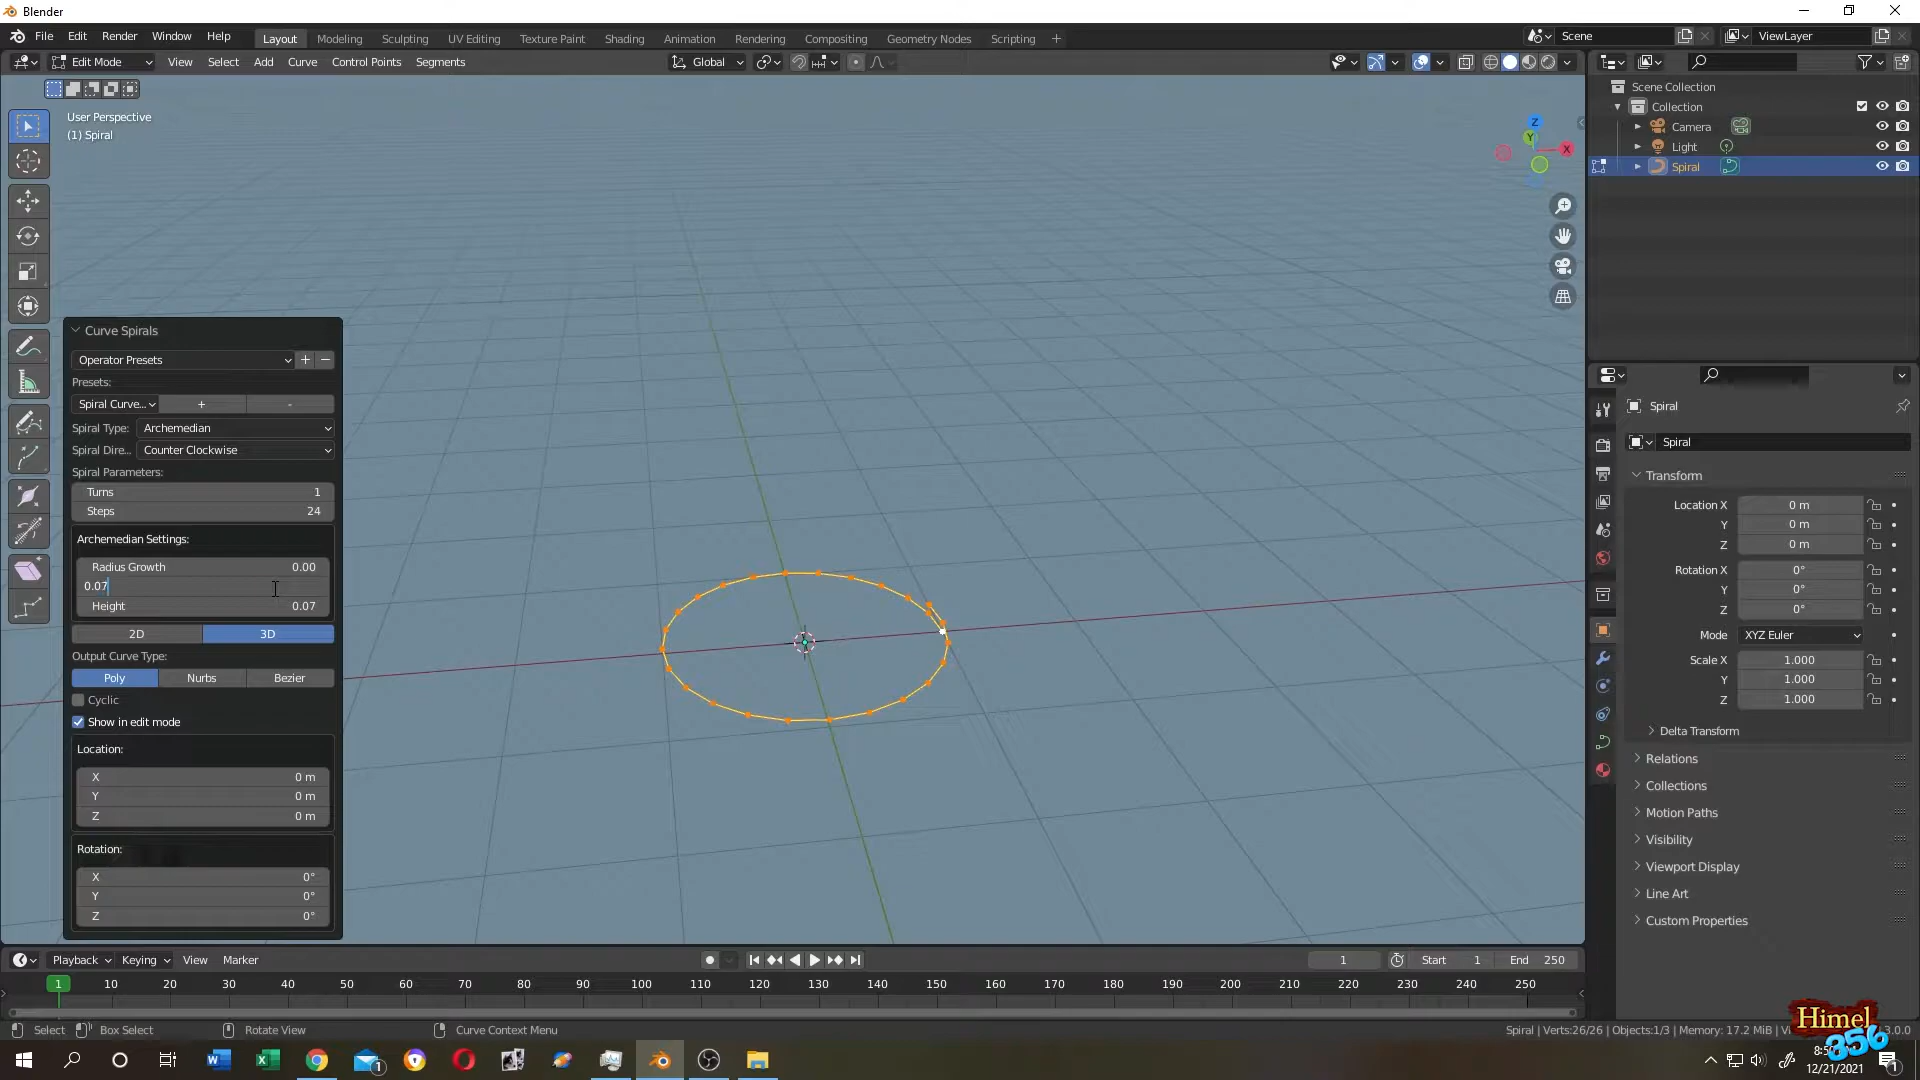 Blender
File Edit Render Window Help Layout Modeling Sculpting UV Editing Texture Paint Shading Animation Rendering Compositing Geometry Nodes Scripting + Scene ViewLayer
Edit Mode View Select Add Curve Control Points Segments Global
User Perspective
(1) Spiral
Z
Y
X
Scene Collection
Collection
Camera
Light
Spiral
Curve Spirals
Operator Presets + −
Presets:
Spiral Curve... + -
Spiral Type: Archemedian
Spiral Dire... Counter Clockwise
Spiral Parameters:
Turns 1
Steps 24
Archemedian Settings:
Radius Growth 0.00
0.07
Height 0.07
2D 3D
Output Curve Type:
Poly Nurbs Bezier
Cyclic
Show in edit mode
Location:
X 0 m
Y 0 m
Z 0 m
Rotation:
X 0°
Y 0°
Z 0°
Spiral
Spiral
Transform
Location X 0 m
Y 0 m
Z 0 m
Rotation X 0°
Y 0°
Z 0°
Mode XYZ Euler
Scale X 1.000
Y 1.000
Z 1.000
Delta Transform
Relations
Collections
Motion Paths
Visibility
Viewport Display
Line Art
Custom Properties
Playback Keying View Marker 1 Start 1 End 250
1 10 20 30 40 50 60 70 80 90 100 110 120 130 140 150 160 170 180 190 200 210 220 230 240 250
Select Box Select Rotate View Curve Context Menu Spiral | Verts:26/26 | Objects:1/3 | Memory: 17.2 MiB | 3.0.0
Himel
856
12/21/2021